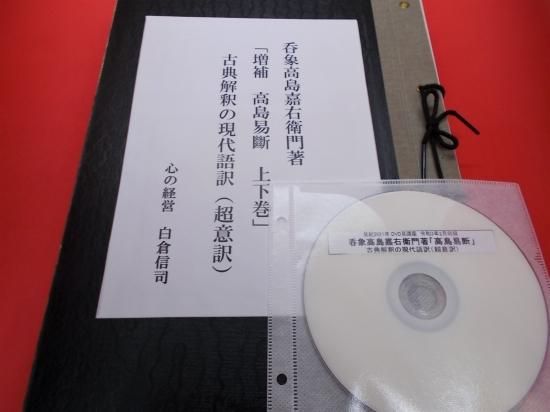 呑象高島嘉右衛門著
「増補　高島易斷　上下巻」
古典解釈の現代語訳（超意訳）
心の経営　白倉信司
呑象高島嘉右衛門著「高島易断」
古典解釈の現代語訳（超意訳）